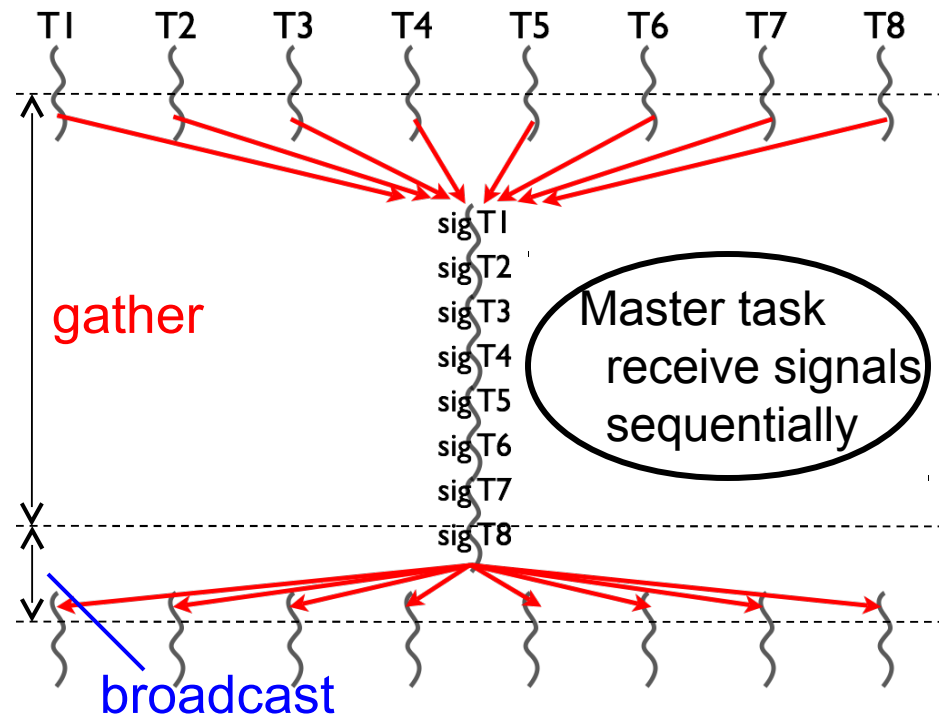 T1 T2 T3 T4 T5 T6 T7 T8
sig T1
sig T2
sig T3
sig T4
sig T5
sig T6
sig T7
sig T8
gather
Master task
receive signals
sequentially
broadcast